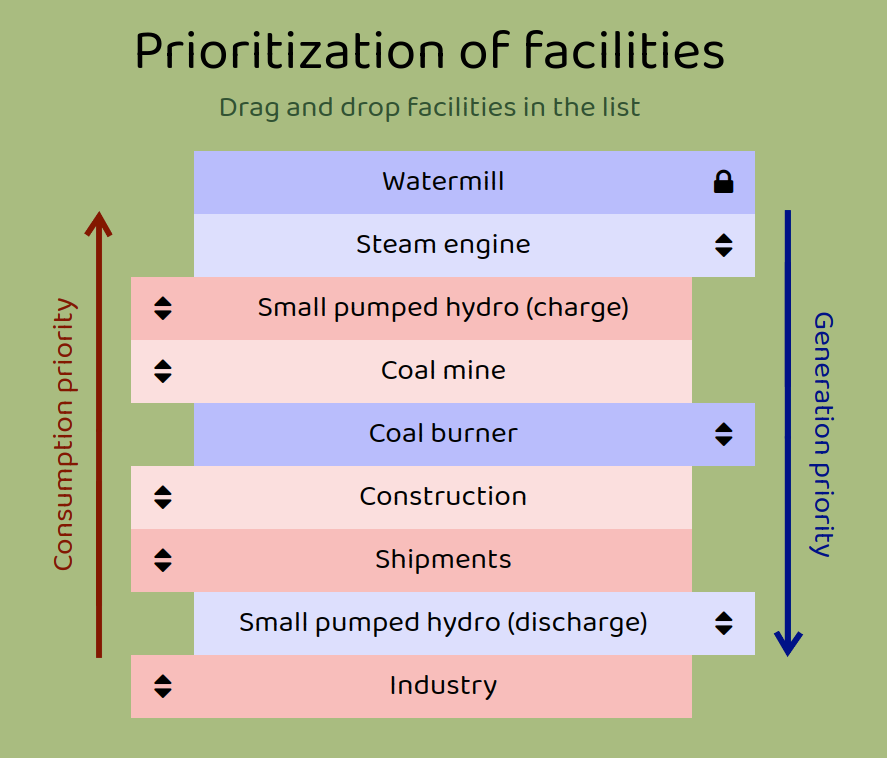 Prioritization of facilities
Drag and drop facilities in the list
Watermill
Steam engine
Small pumped hydro (charge)
Coal mine
Coal burner
Construction
Shipments
Small pumped hydro (discharge)
Industry
Consumption priority
Generation priority